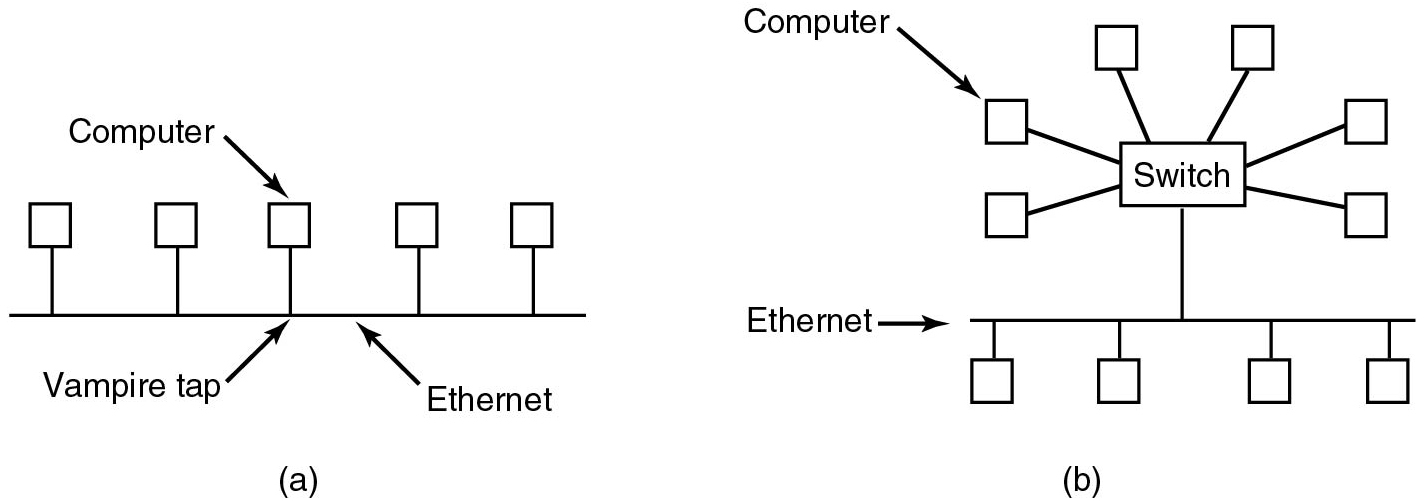 Computer
Vampire tap
Ethernet
(a)
Computer
Switch
Ethernet
(b)